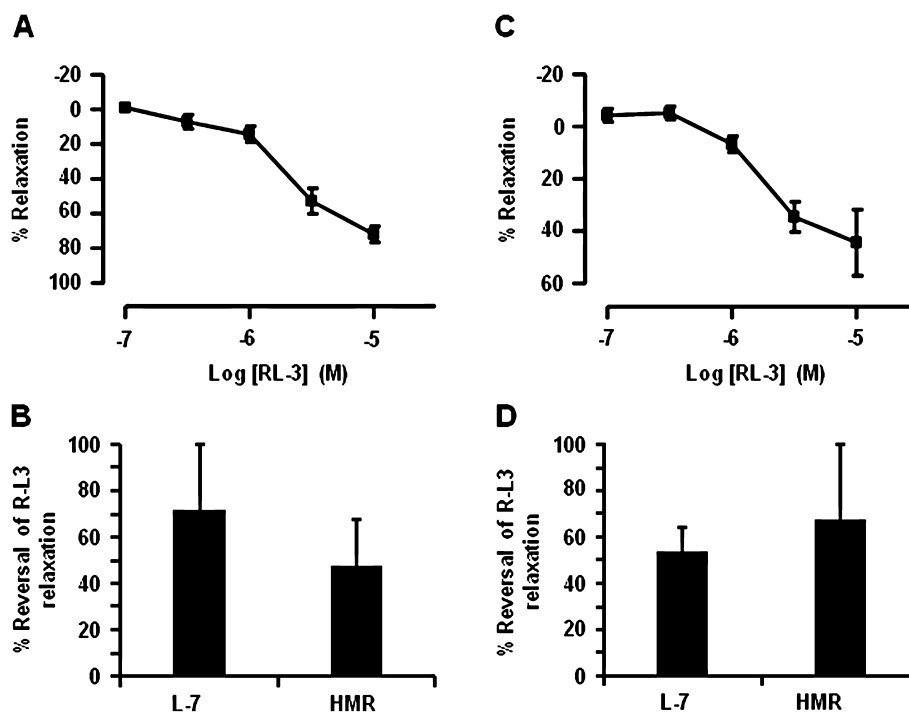 A
% Relaxation
-20
0
20
40
60
80
100
-7
-6
-5
Log [RL-3] (M)
C
% Relaxation
-20
0
20
40
60
-7
-6
-5
Log [RL-3] (M)
B
% Reversal of R-L3
relaxation
100
80
60
40
20
0
L-7
HMR
D
% Reversal of R-L3
relaxation
100
80
60
40
20
0
L-7
HMR